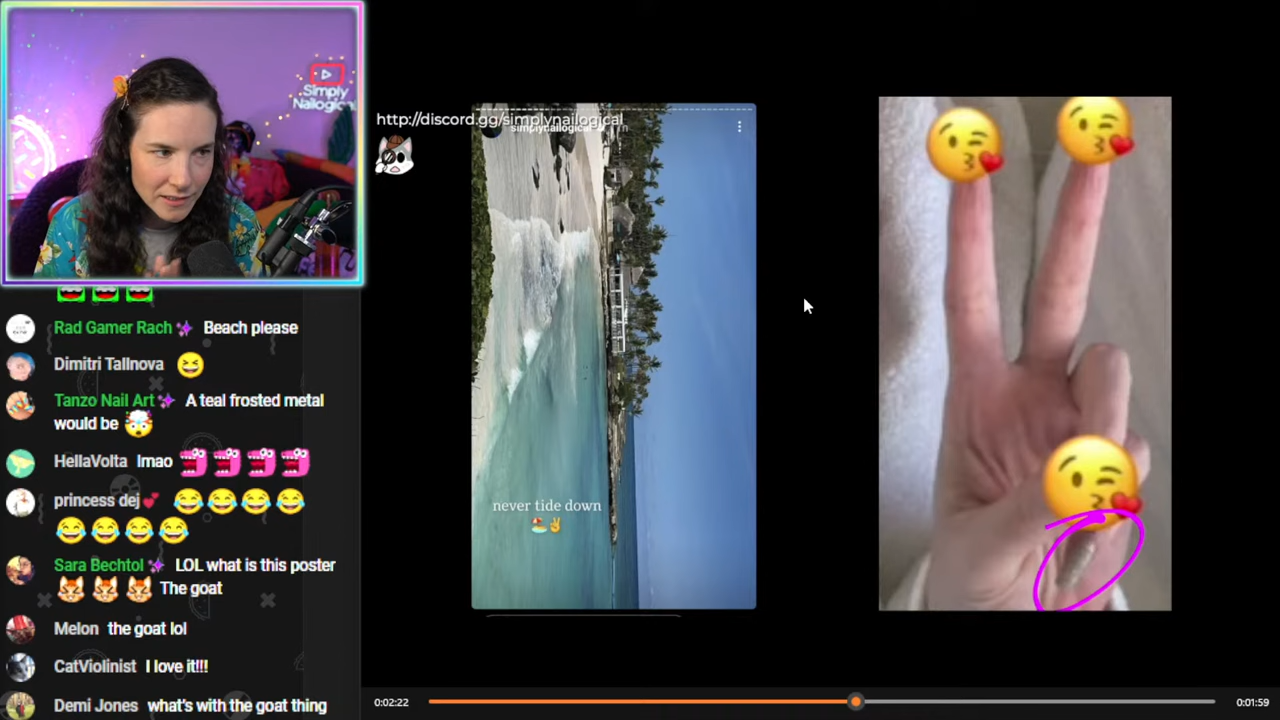 Simply
Nailogical
http://discord.gg/simplynailogical
simplynailogical
never tide down
Rad Gamer Rach Beach please
Dimitri Tallnova
Tanzo Nail Art A teal frosted metal
would be
HellaVolta lmao
princess dej
Sara Bechtol LOL what is this poster
The goat
Melon the goat lol
CatViolinist I love it!!!
Demi Jones what's with the goat thing
0:02:22
0:01:59